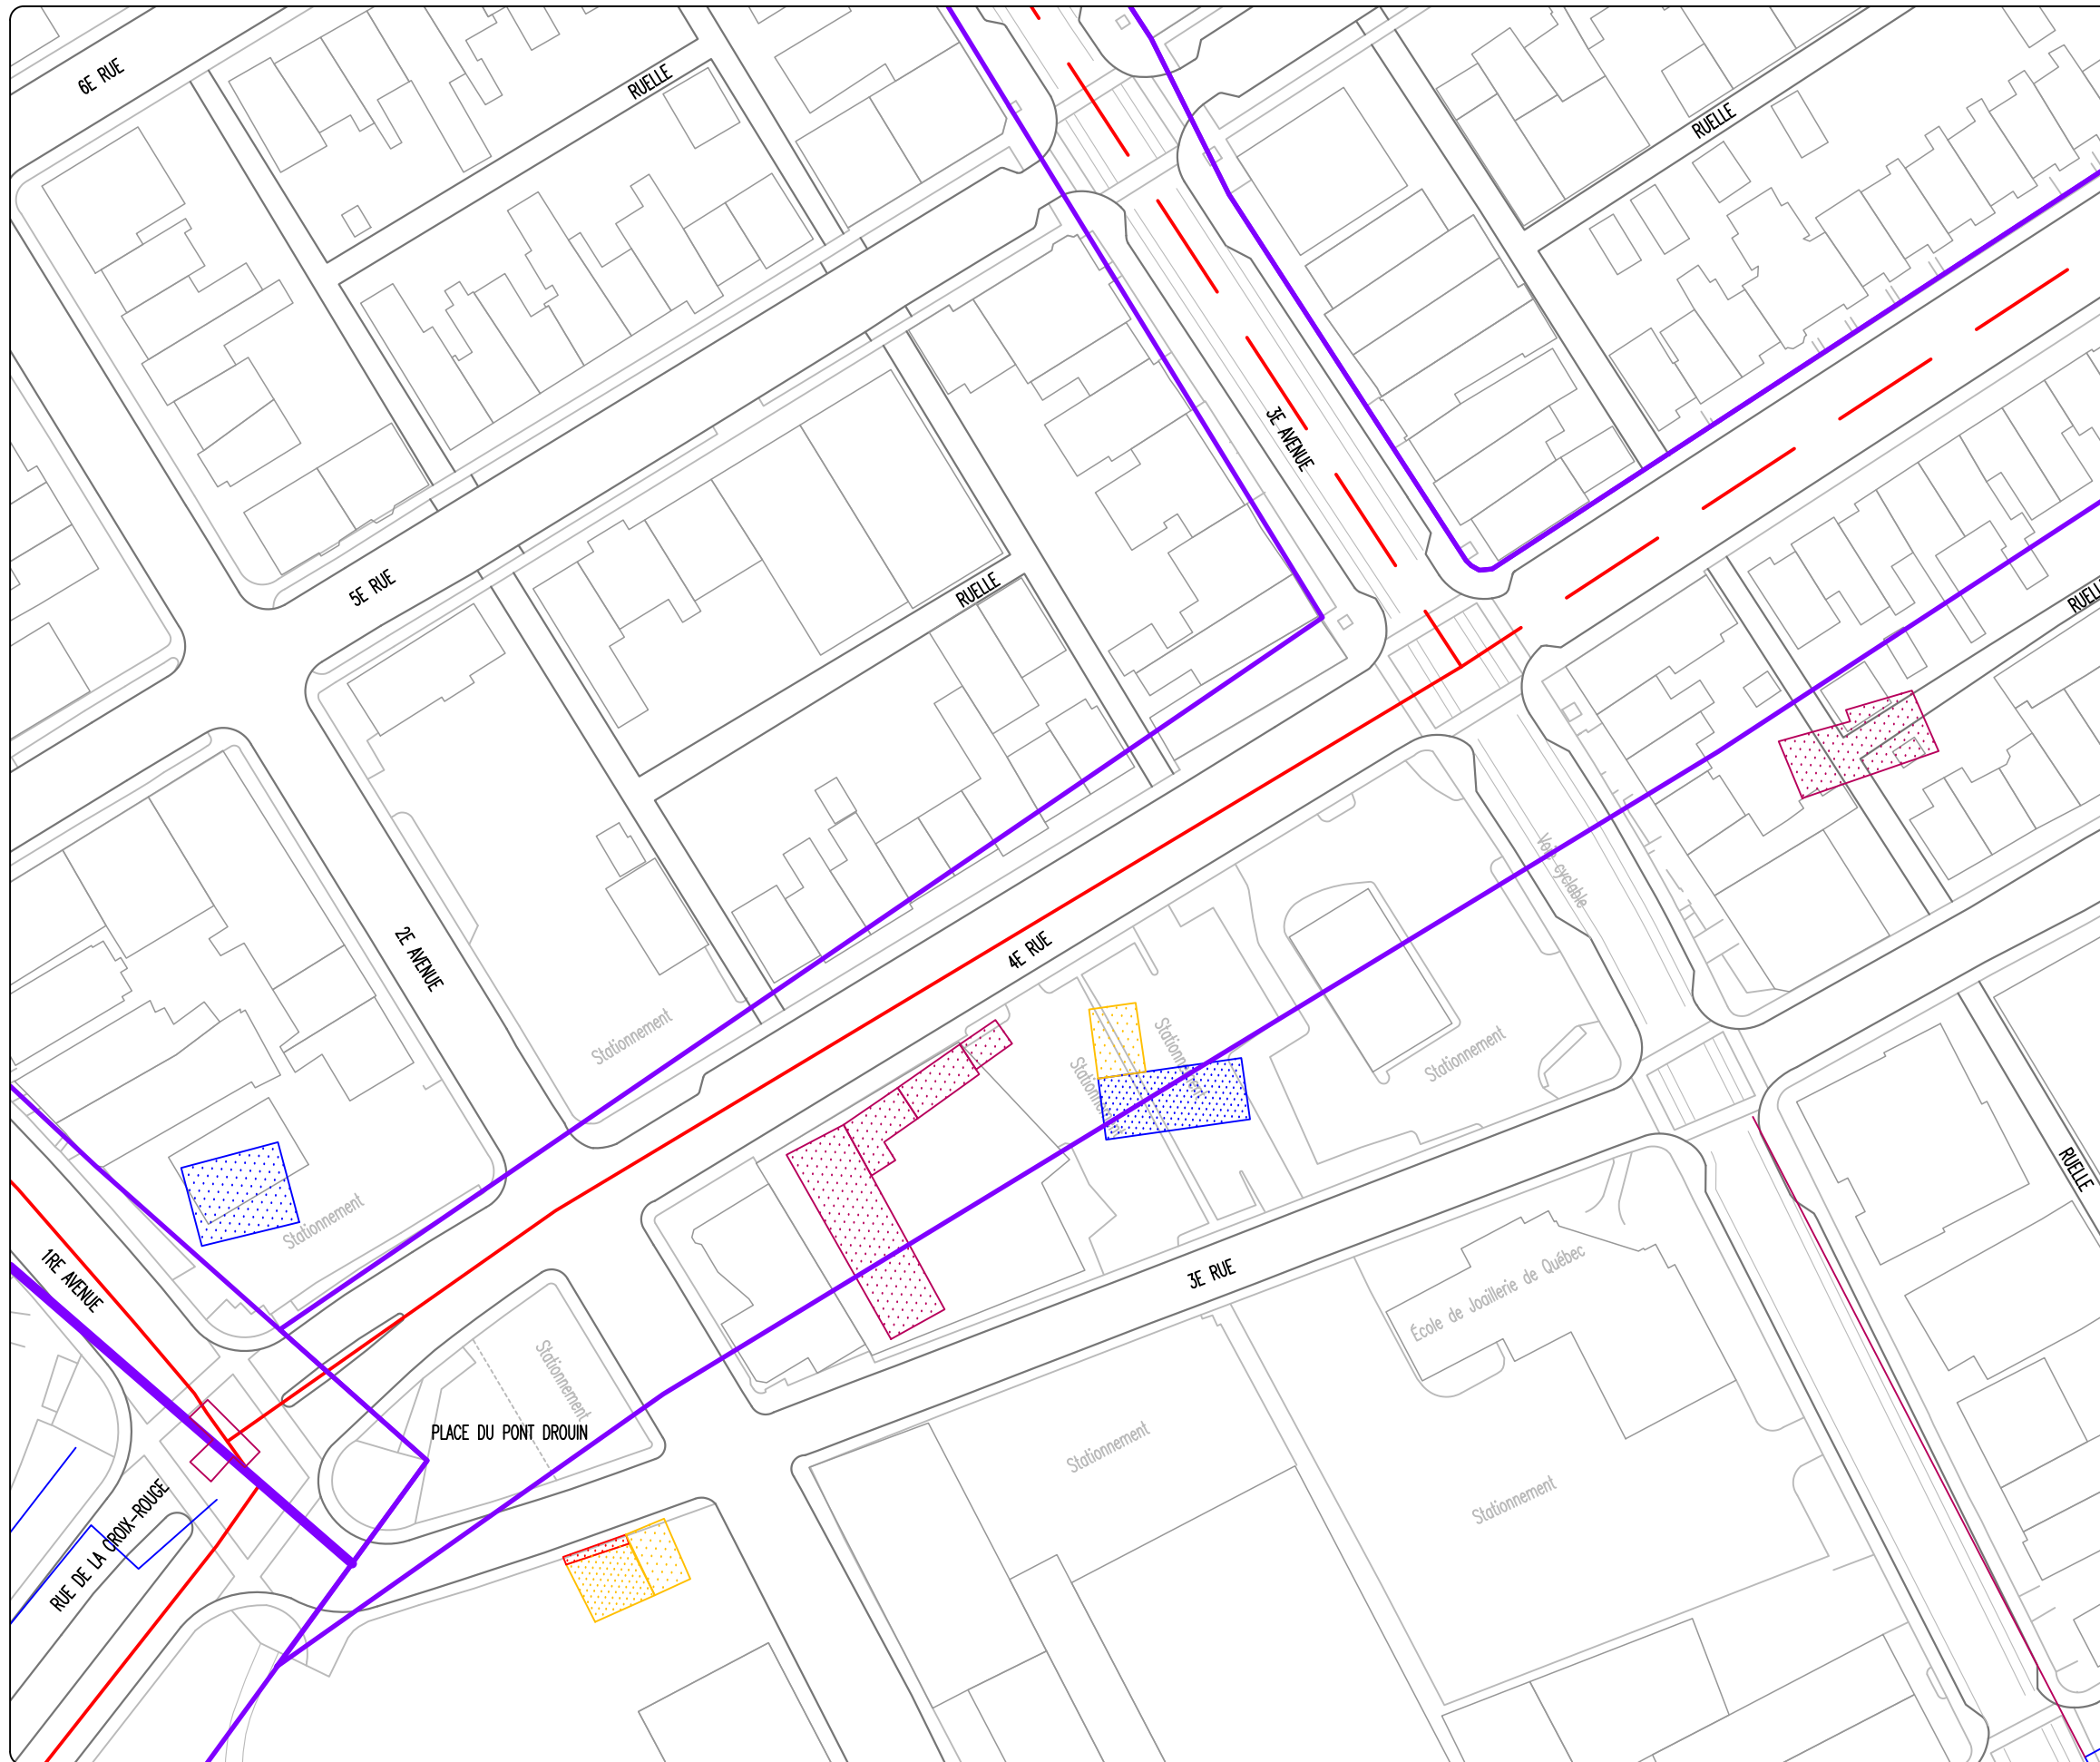 6E RUE
RUELLE
RUELLE
3E AVENUE
5E RUE
RUELLE
RUELLE
Voie cyclable
2E AVENUE
4E RUE
Stationnement
Stationnement
Stationnement
Stationnement
RUELLE
Stationnement
1RE AVENUE
3E RUE
École de Joaillerie de Québec
Stationnement
PLACE DU PONT DROUIN
Stationnement
Stationnement
RUE DE LA CROIX-ROUGE